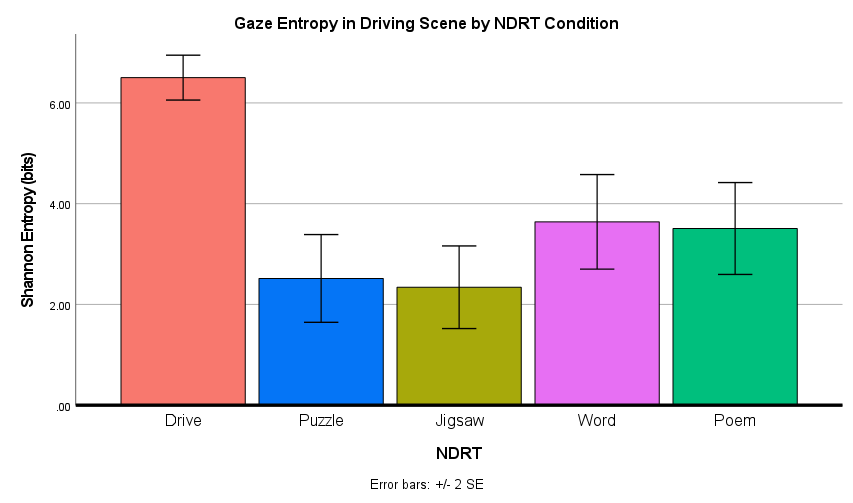 Gaze Entropy in Driving Scene by NDRT Condition
Shannon Entropy (bits)
6.00
4.00
2.00
.00
Drive Puzzle Jigsaw Word Poem
NDRT
Error bars: +/- 2 SE